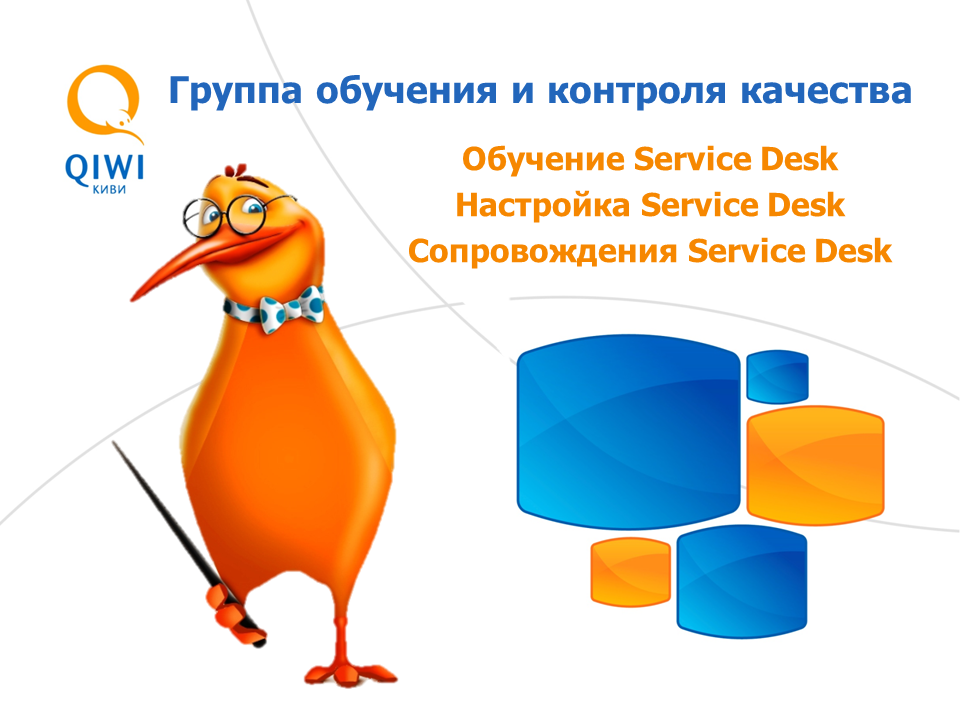 Группа обучения и контроля качества
QIWI
КИВИ
Обучение Service Desk
Настройка Service Desk
Сопровождения Service Desk